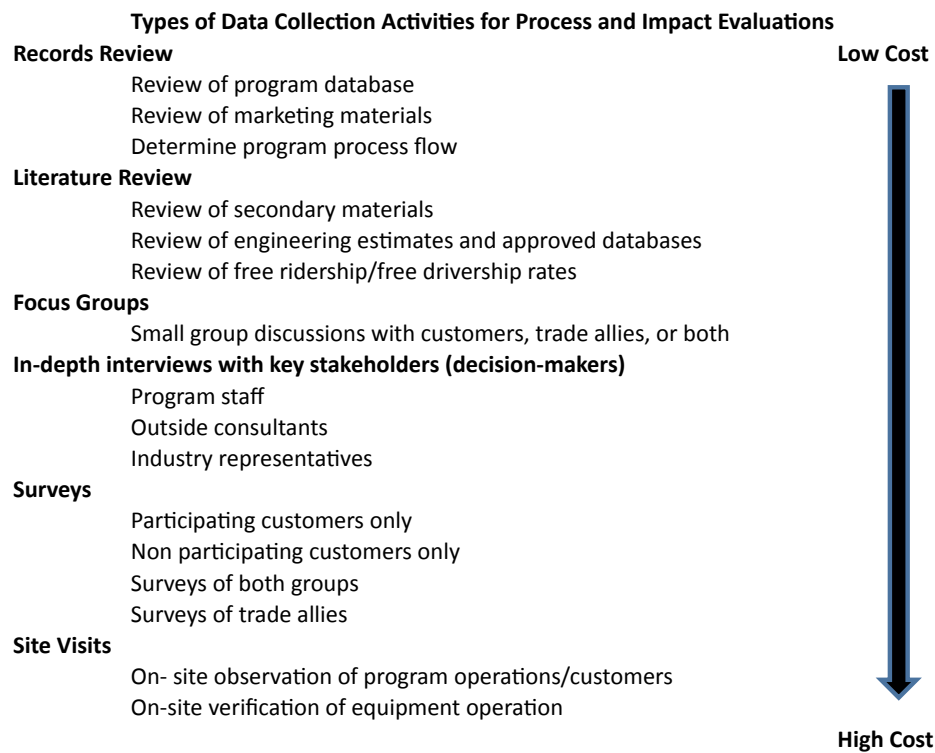 Types of Data Collection Activities for Process and Impact Evaluations
Records Review Low Cost
Review of program database
Review of marketing materials
Determine program process flow
Literature Review
Review of secondary materials
Review of engineering estimates and approved databases
Review of free ridership/free drivership rates
Focus Groups
Small group discussions with customers, trade allies, or both
In-depth interviews with key stakeholders (decision-makers)
Program staff
Outside consultants
Industry representatives
Surveys
Participating customers only
Non participating customers only
Surveys of both groups
Surveys of trade allies
Site Visits
On- site observation of program operations/customers
On-site verification of equipment operation
High Cost